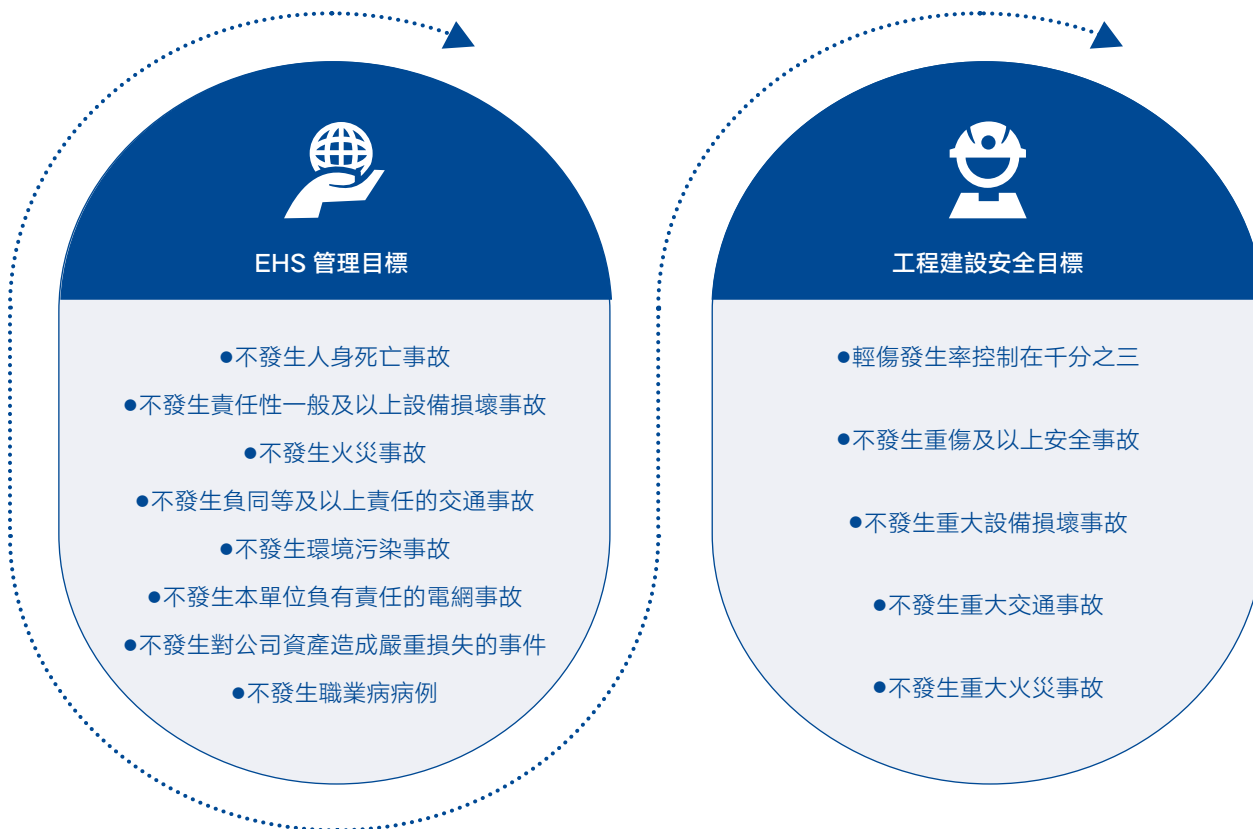 EHS 管理目標
●不發生人身死亡事故
●不發生責任性一般及以上設備損壞事故
●不發生火災事故
●不發生負同等及以上責任的交通事故
●不發生環境污染事故
●不發生本單位負有責任的電網事故
●不發生對公司資產造成嚴重損失的事件
●不發生職業病病例
工程建設安全目標
●輕傷發生率控制在千分之三
●不發生重傷及以上安全事故
●不發生重大設備損壞事故
●不發生重大交通事故
●不發生重大火災事故